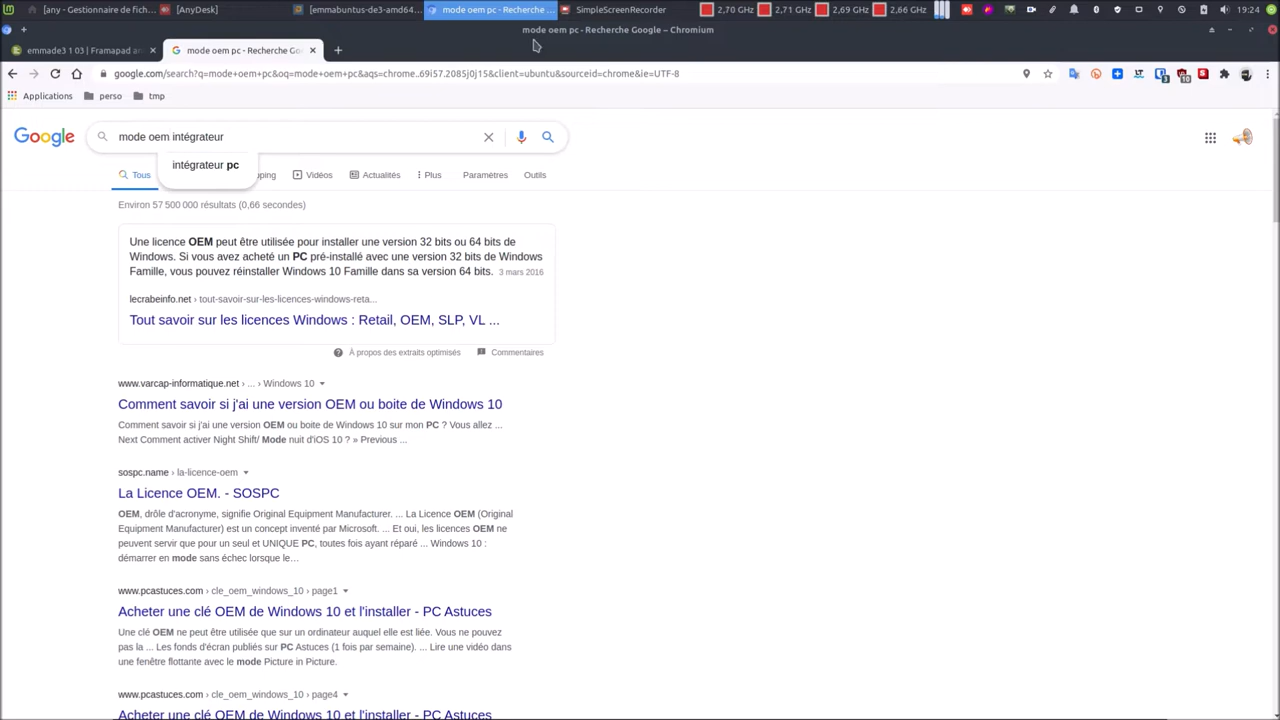 [any - Gestionnaire de fich...
[AnyDesk]
[emmabuntus-de3-amd64...
mode oem pc - Recherche ...
SimpleScreenRecorder
2,70 GHz
2,71 GHz
2,69 GHz
2,66 GHz
19:24
mode oem pc - Recherche Google – Chromium
emmade3 1 03 | Framapad an
mode oem pc - Recherche Go
google.com/search?q=mode+oem+pc&oq=mode+oem+pc&aqs=chrome..69i57.2085j0j15&client=ubuntu&sourceid=chrome&ie=UTF-8
Applications
perso
tmp
Google
mode oem intégrateur
intégrateur pc
Tous
pping
Vidéos
Actualités
Plus
Paramètres
Outils
Environ 57 500 000 résultats (0,66 secondes)
Une licence OEM peut être utilisée pour installer une version 32 bits ou 64 bits de
Windows. Si vous avez acheté un PC pré-installé avec une version 32 bits de Windows
Famille, vous pouvez réinstaller Windows 10 Famille dans sa version 64 bits. 3 mars 2016
lecrabeinfo.net › tout-savoir-sur-les-licences-windows-reta...
Tout savoir sur les licences Windows : Retail, OEM, SLP, VL ...
À propos des extraits optimisés
Commentaires
www.varcap-informatique.net › ... › Windows 10
Comment savoir si j'ai une version OEM ou boite de Windows 10
Comment savoir si j'ai une version OEM ou boite de Windows 10 sur mon PC ? Vous allez ...
Next Comment activer Night Shift/ Mode nuit d'iOS 10 ? » Previous ...
sospc.name › la-licence-oem
La Licence OEM. - SOSPC
OEM, drôle d'acronyme, signifie Original Equipment Manufacturer. ... La Licence OEM (Original
Equipment Manufacturer) est un concept inventé par Microsoft. ... Et oui, les licences OEM ne
peuvent servir que pour un seul et UNIQUE PC, toutes fois ayant réparé ... Windows 10 :
démarrer en mode sans échec lorsque le…
www.pcastuces.com › cle_oem_windows_10 › page1
Acheter une clé OEM de Windows 10 et l'installer - PC Astuces
Une clé OEM ne peut être utilisée que sur un ordinateur auquel elle est liée. Vous ne pouvez
pas la ... Les fonds d'écran publiés sur PC Astuces (1 fois par semaine). ... Lire une vidéo dans
une fenêtre flottante avec le mode Picture in Picture.
www.pcastuces.com › cle_oem_windows_10 › page4
Acheter une clé OEM de Windows 10 et l'installer - PC Astuces